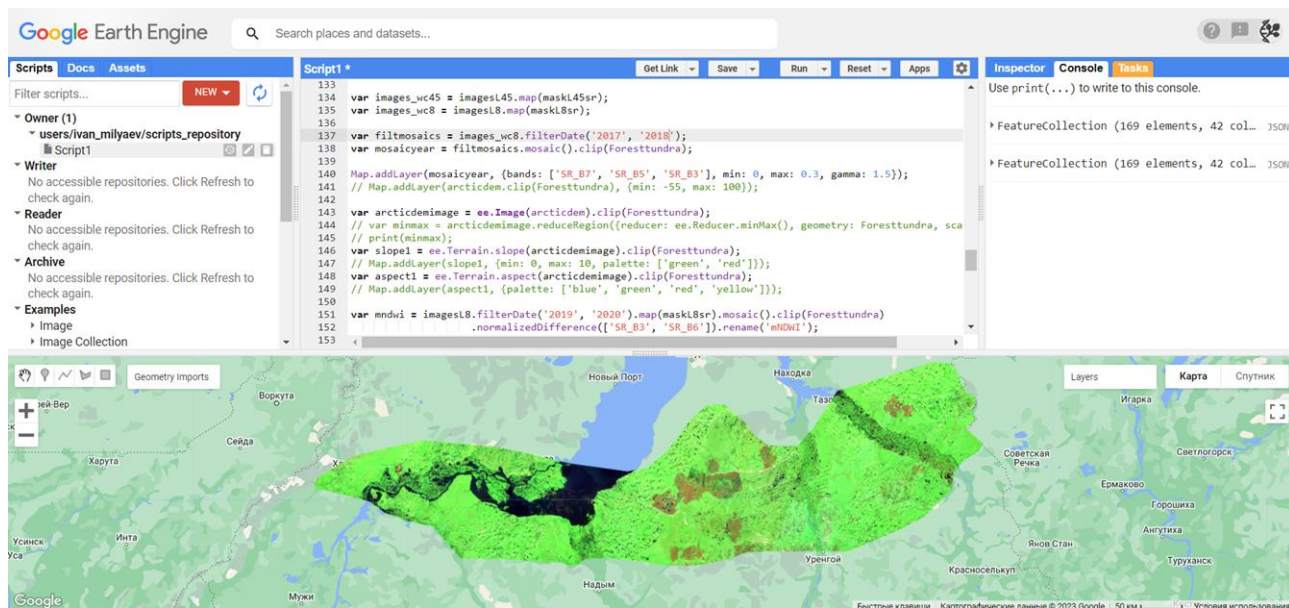 Google Earth Engine
Search places and datasets...
Scripts Docs Assets
Filter scripts...
NEW
Owner (1)
users/ivan_milyaev/scripts_repository
Script1
Writer
No accessible repositories. Click Refresh to
check again.
Reader
No accessible repositories. Click Refresh to
check again.
Archive
No accessible repositories. Click Refresh to
check again.
Examples
Image
Image Collection
Script1 *
Get Link Save Run Reset Apps
133
134 var images_wc45 = imagesL45.map(maskL45sr);
135 var images_wc8 = imagesL8.map(maskL8sr);
136
137 var filtmosaics = images_wc8.filterDate('2017', '2018');
138 var mosaicyear = filtmosaics.mosaic().clip(Foresttundra);
139
140 Map.addLayer(mosaicyear, {bands: ['SR_B7', 'SR_B5', 'SR_B3'], min: 0, max: 0.3, gamma: 1.5});
141 // Map.addLayer(arcticdem.clip(Foresttundra), {min: -55, max: 100});
142
143 var arcticdemimage = ee.Image(arcticdem).clip(Foresttundra);
144 // var minmax = arcticdemimage.reduceRegion({reducer: ee.Reducer.minMax(), geometry: Foresttundra, sca
145 // print(minmax);
146 var slope1 = ee.Terrain.slope(arcticdemimage).clip(Foresttundra);
147 // Map.addLayer(slope1, {min: 0, max: 10, palette: ['green', 'red']});
148 var aspect1 = ee.Terrain.aspect(arcticdemimage).clip(Foresttundra);
149 // Map.addLayer(aspect1, {palette: ['blue', 'green', 'red', 'yellow']});
150
151 var mndwi = imagesL8.filterDate('2019', '2020').map(maskL8sr).mosaic().clip(Foresttundra)
152 .normalizedDifference(['SR_B3', 'SR_B6']).rename('mNDWI');
153
Inspector Console Tasks
Use print(...) to write to this console.
FeatureCollection (169 elements, 42 col... JSON
FeatureCollection (169 elements, 42 col... JSON
Geometry Imports
Layers
Карта Спутник
Новый Порт
Находка
Воркута
Игарка
Сейда
Харута
Советская
Речка
Светлогорск
Ермаково
Горошиха
Усинск
Инта
Ангутиха
Янов Стан
Уренгой
Туруханск
Красноселькуп
Надым
Мужи
Google
Быстрые клавиши Картографические данные © 2023 Google 50 км Условия использования